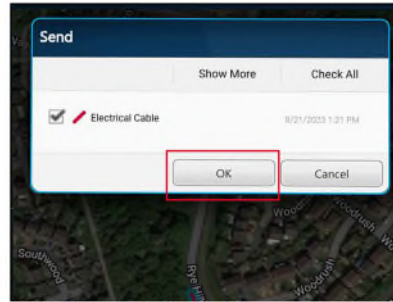 Send
Show More Check All
Electrical Cable 9/21/2023 1:21 PM
OK Cancel
Woodrush
Southwood
Rye Hill
Woodrush